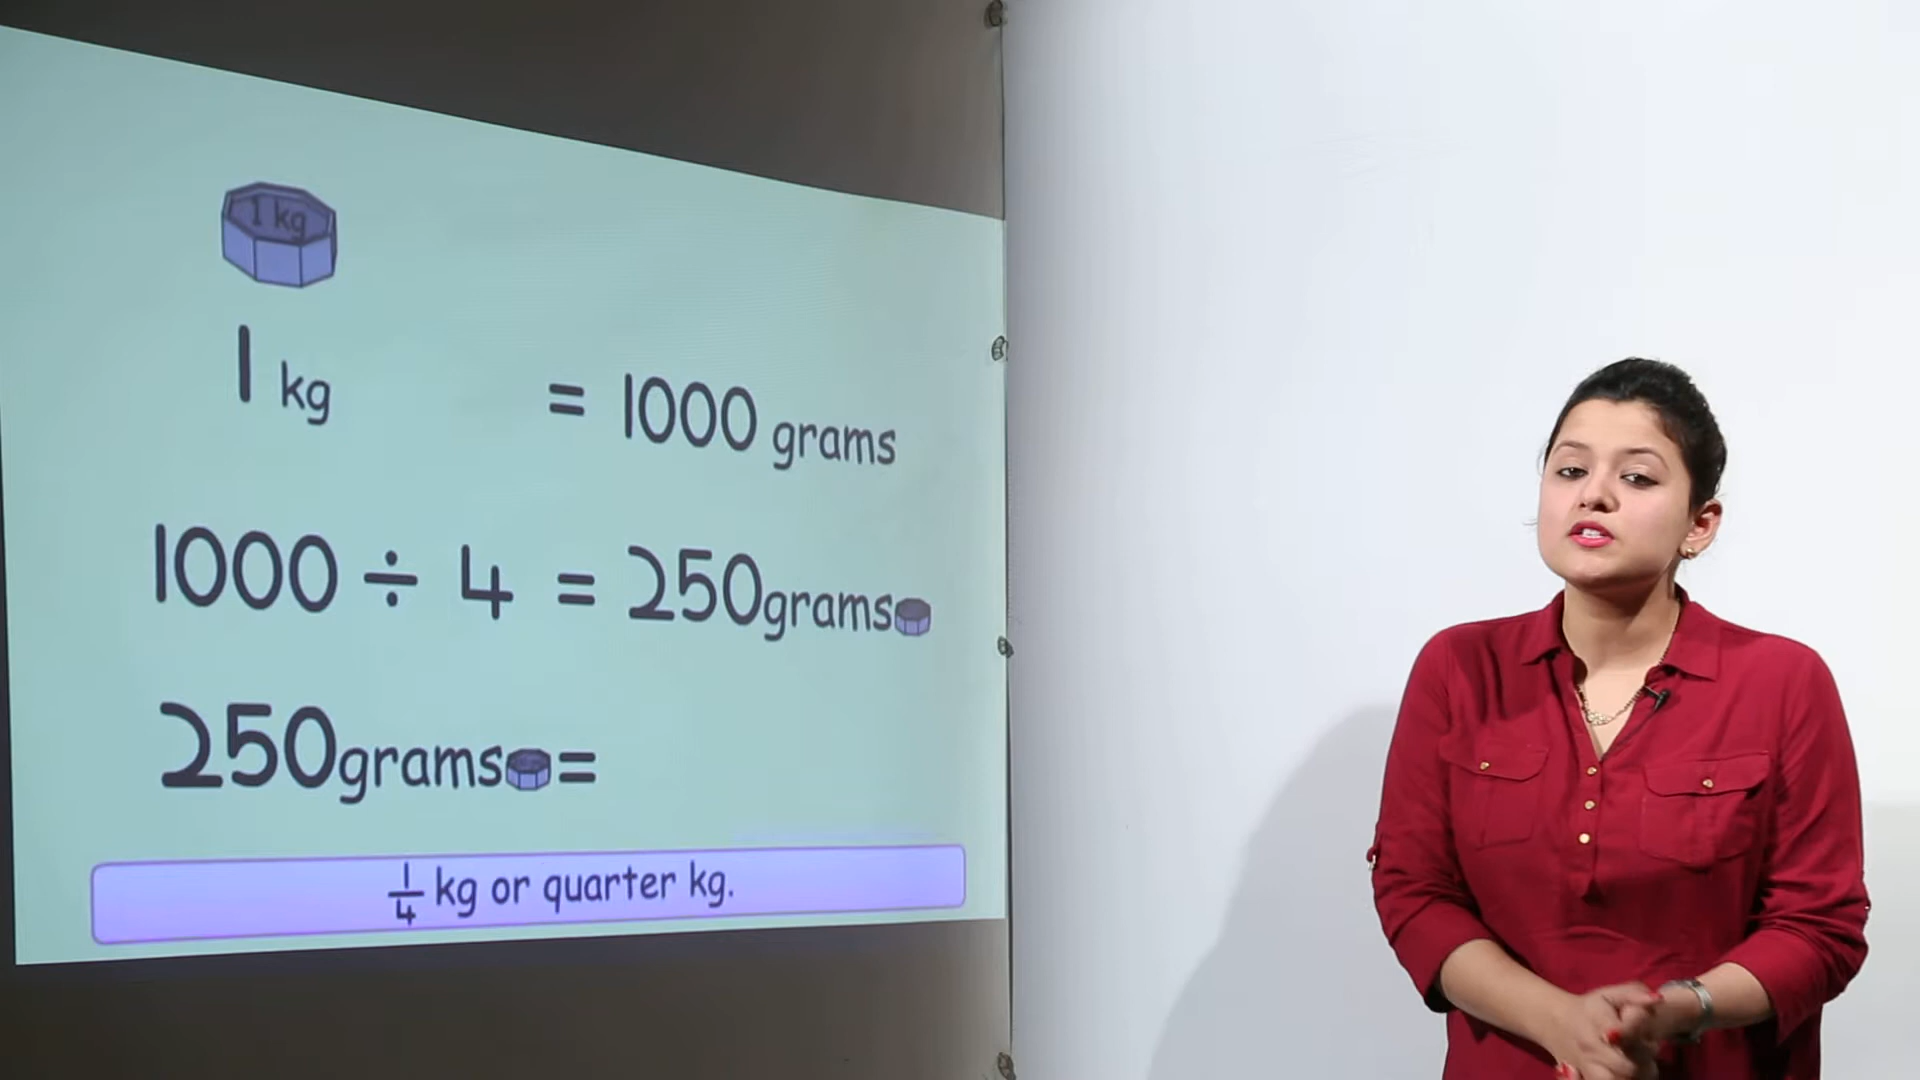 1 kg
1 kg = 1000 grams
1000 ÷ 4 = 250grams
250grams =
1/4 kg or quarter kg.